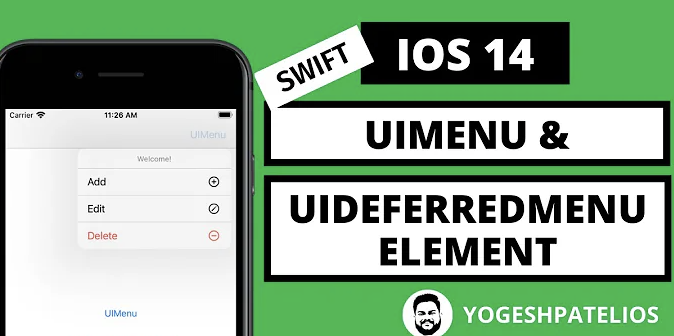 SWIFT
IOS 14
UIMENU &
UIDEFERREDMENU
ELEMENT
Carrier 11:26 AM
UIMenu
Welcome!
Add
Edit
Delete
UIMenu
YOGESHPATELIOS